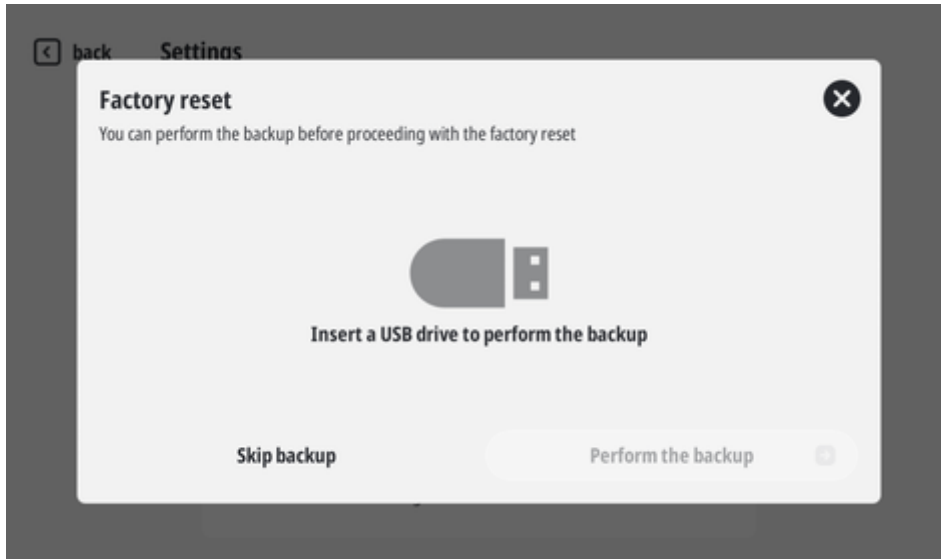 back Settings
Factory reset
You can perform the backup before proceeding with the factory reset
Insert a USB drive to perform the backup
Skip backup Perform the backup